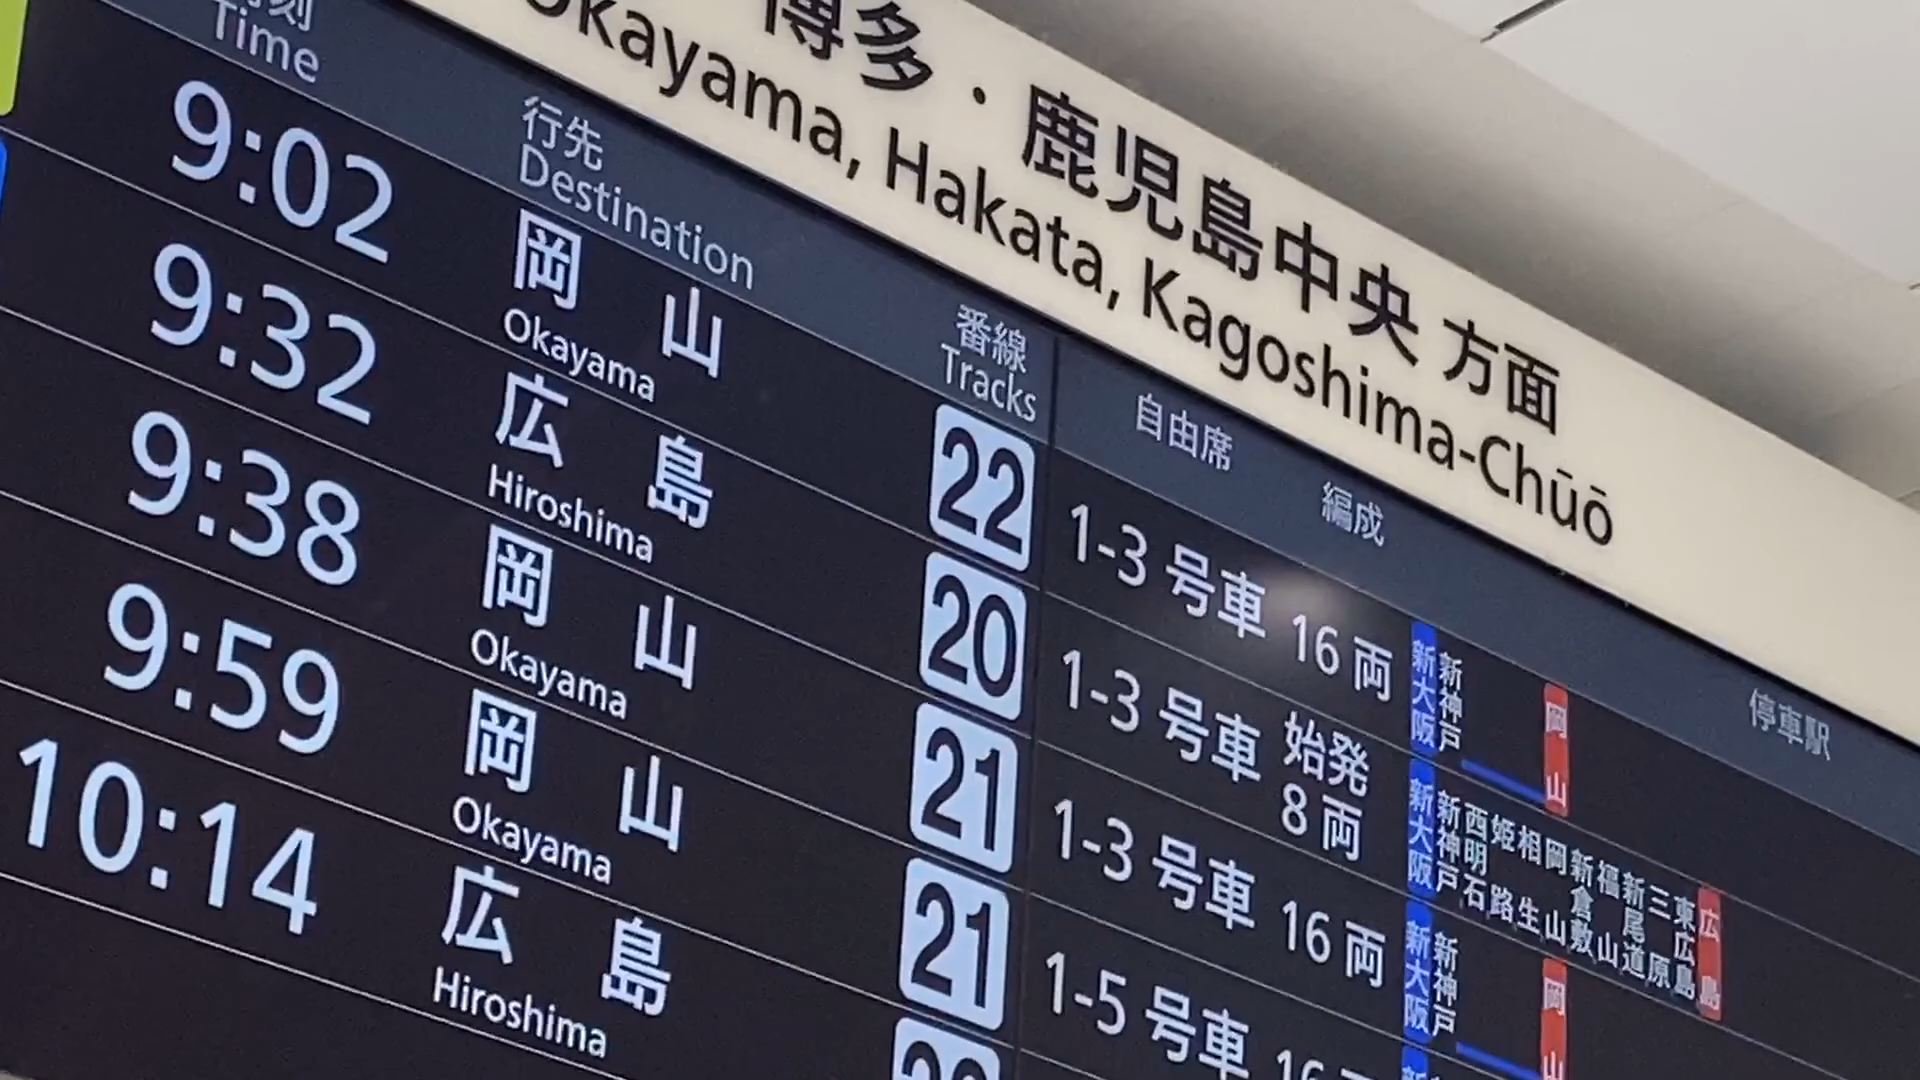 博多・鹿児島中央 方面
Okayama, Hakata, Kagoshima-Chūō
時刻 行先 番線 自由席 編成 停車駅
Time Destination Tracks
9:02 岡山 22 1-3 号車 16 両 新大阪 新神戸 岡山
Okayama
9:32 広島 20 1-3 号車 始発 8 両 新大阪 新神戸 西明石 姫路 相生 岡山 新倉敷 福山 新尾道 三原 東広島 広島
Hiroshima
9:38 岡山 21 1-3 号車 16 両 新大阪 新神戸 岡山
Okayama
9:59 岡山 21 1-5 号車 16
Okayama
10:14 広島
Hiroshima